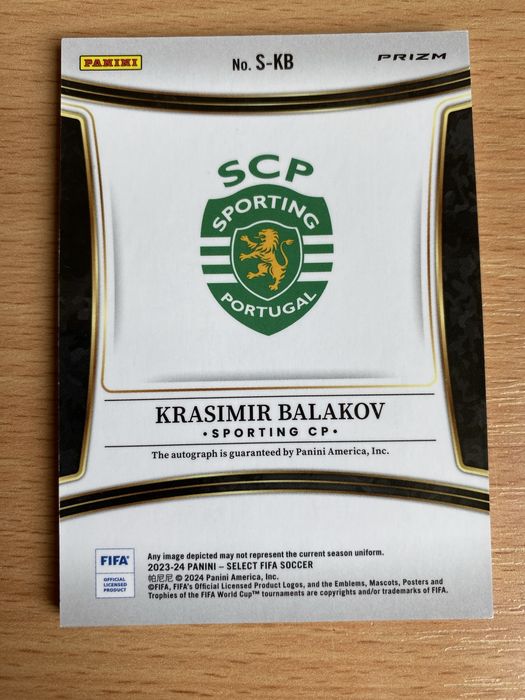 PANINI
No. S-KB
PRIZM
SCP
SPORTING
PORTUGAL
KRASIMIR BALAKOV
•SPORTING CP•
The autograph is guaranteed by Panini America, Inc.
FIFA®
OFFICIAL
LICENSED
PRODUCT
Any image depicted may not represent the current season uniform.
2023-24 PANINI – SELECT FIFA SOCCER
帕尼尼 © 2024 Panini America, Inc.
©FIFA, FIFA's Official Licensed Product Logos, and the Emblems, Mascots, Posters and
Trophies of the FIFA World Cup™ tournaments are copyrights and/or trademarks of FIFA.